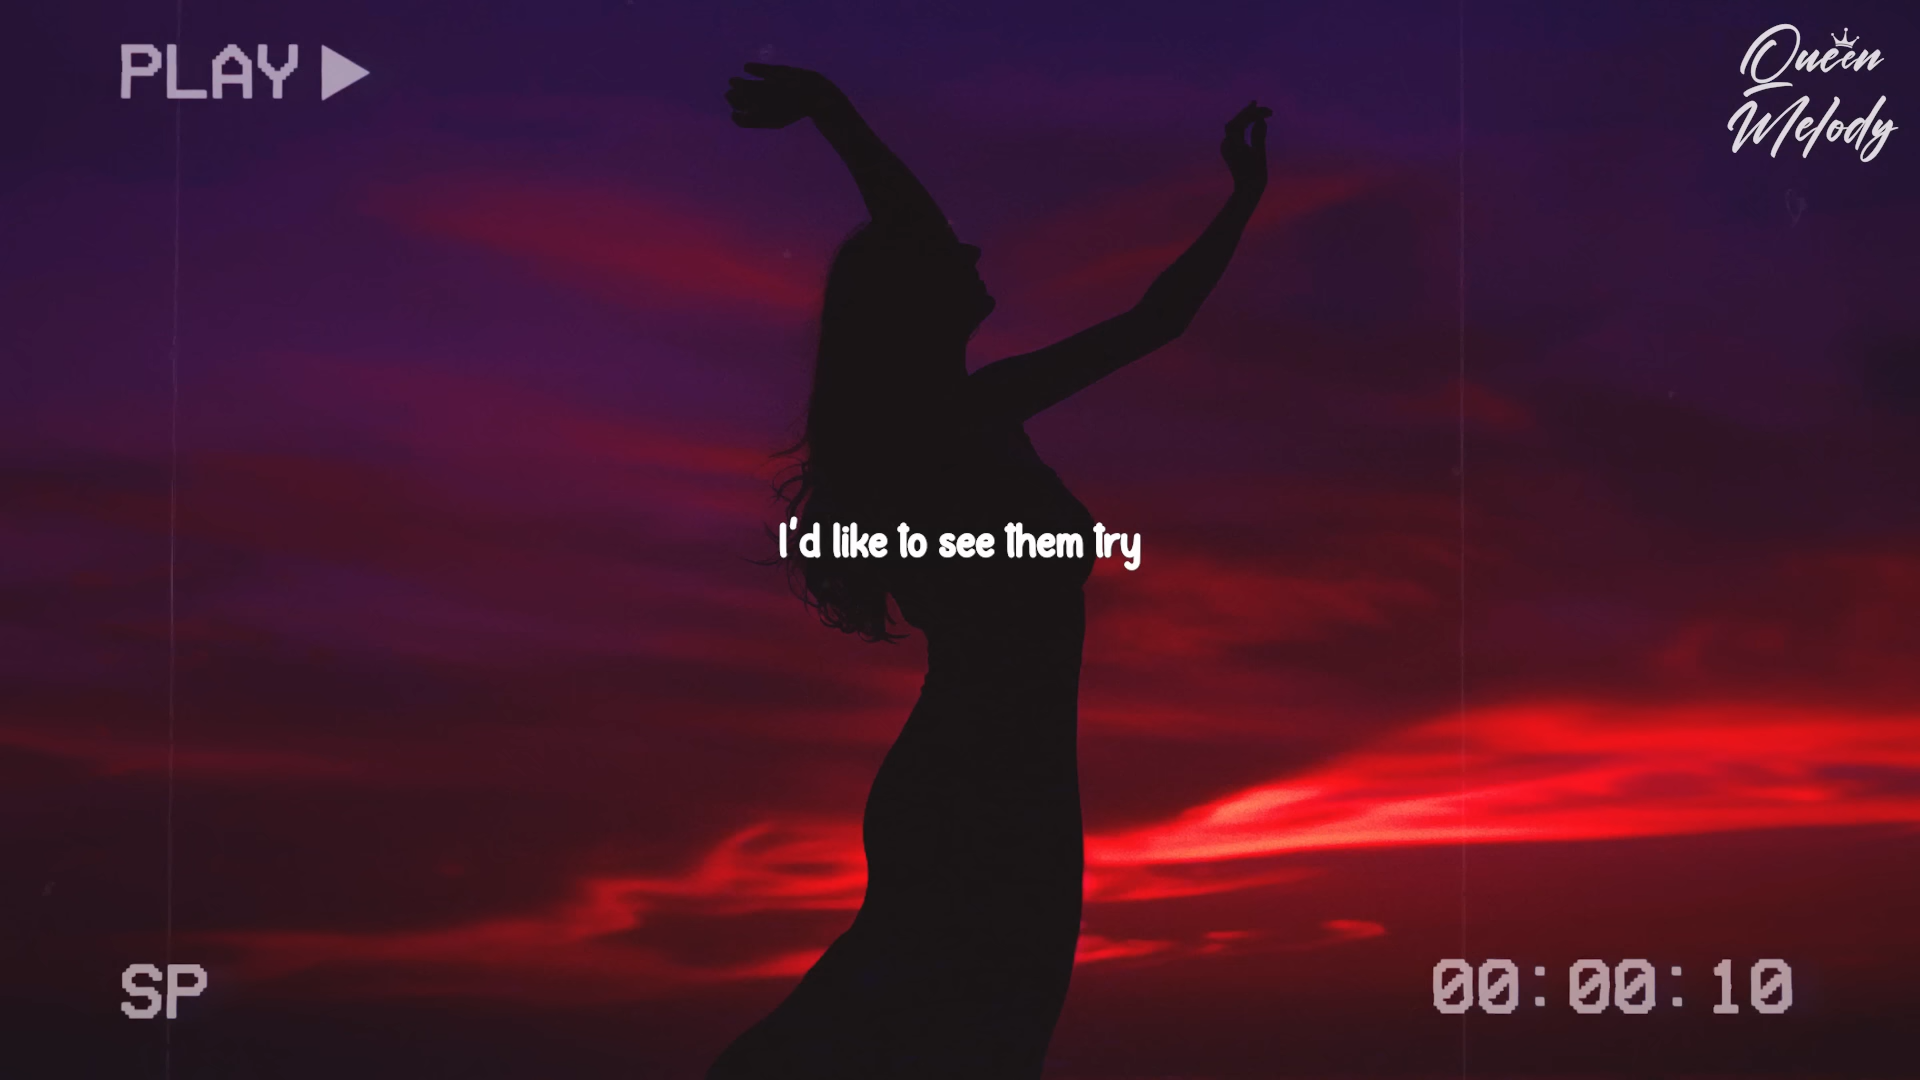 PLAY
Queen
Melody
I'd like to see them try
SP
00:00:10